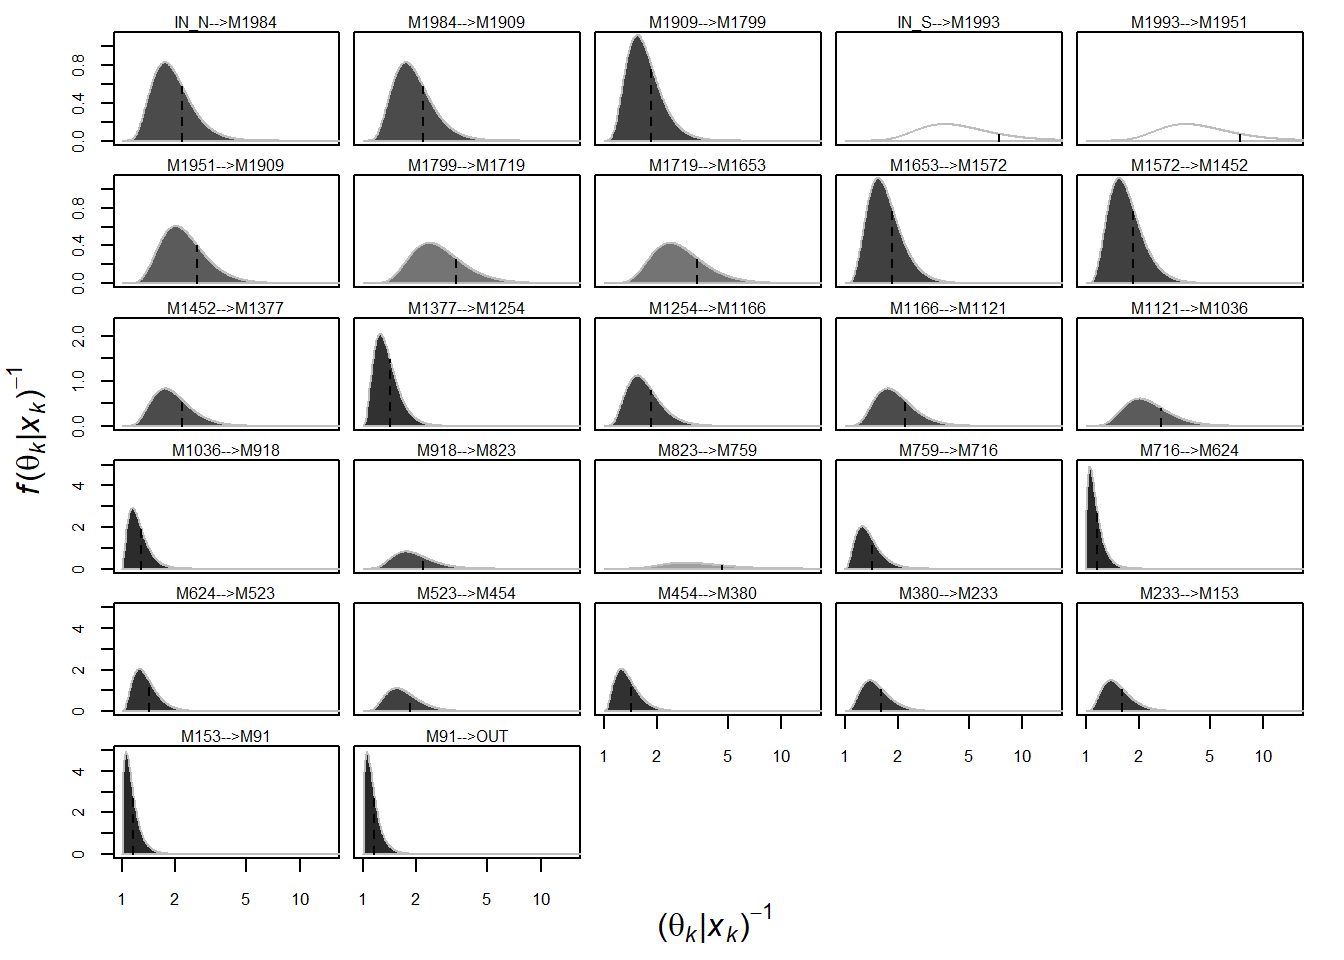 IN_N-->M1984 M1984-->M1909 M1909-->M1799 IN_S-->M1993 M1993-->M1951
0.0 0.4 0.8
M1951-->M1909 M1799-->M1719 M1719-->M1653 M1653-->M1572 M1572-->M1452
0.0 0.4 0.8
M1452-->M1377 M1377-->M1254 M1254-->M1166 M1166-->M1121 M1121-->M1036
0.0 1.0 2.0
M1036-->M918 M918-->M823 M823-->M759 M759-->M716 M716-->M624
0 2 4
M624-->M523 M523-->M454 M454-->M380 M380-->M233 M233-->M153
0 2 4
1 2 5 10 1 2 5 10 1 2 5 10
M153-->M91 M91-->OUT
0 2 4
1 2 5 10 1 2 5 10
f(θk|xk)−1
(θk|xk)−1